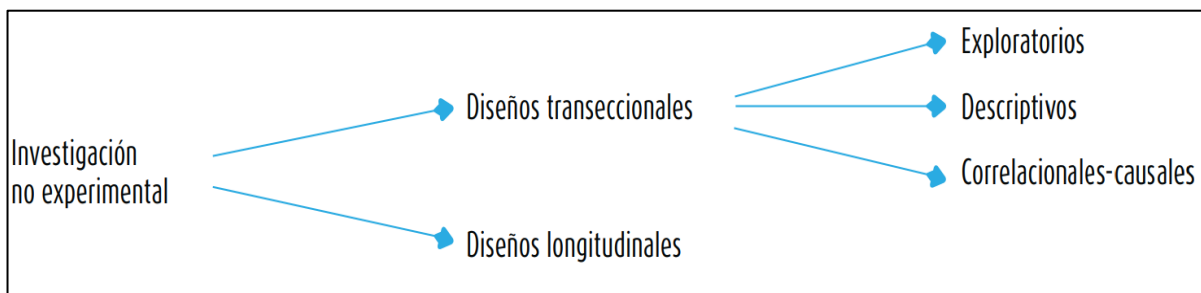 Investigación
no experimental
Diseños transeccionales
Diseños longitudinales
Exploratorios
Descriptivos
Correlacionales-causales